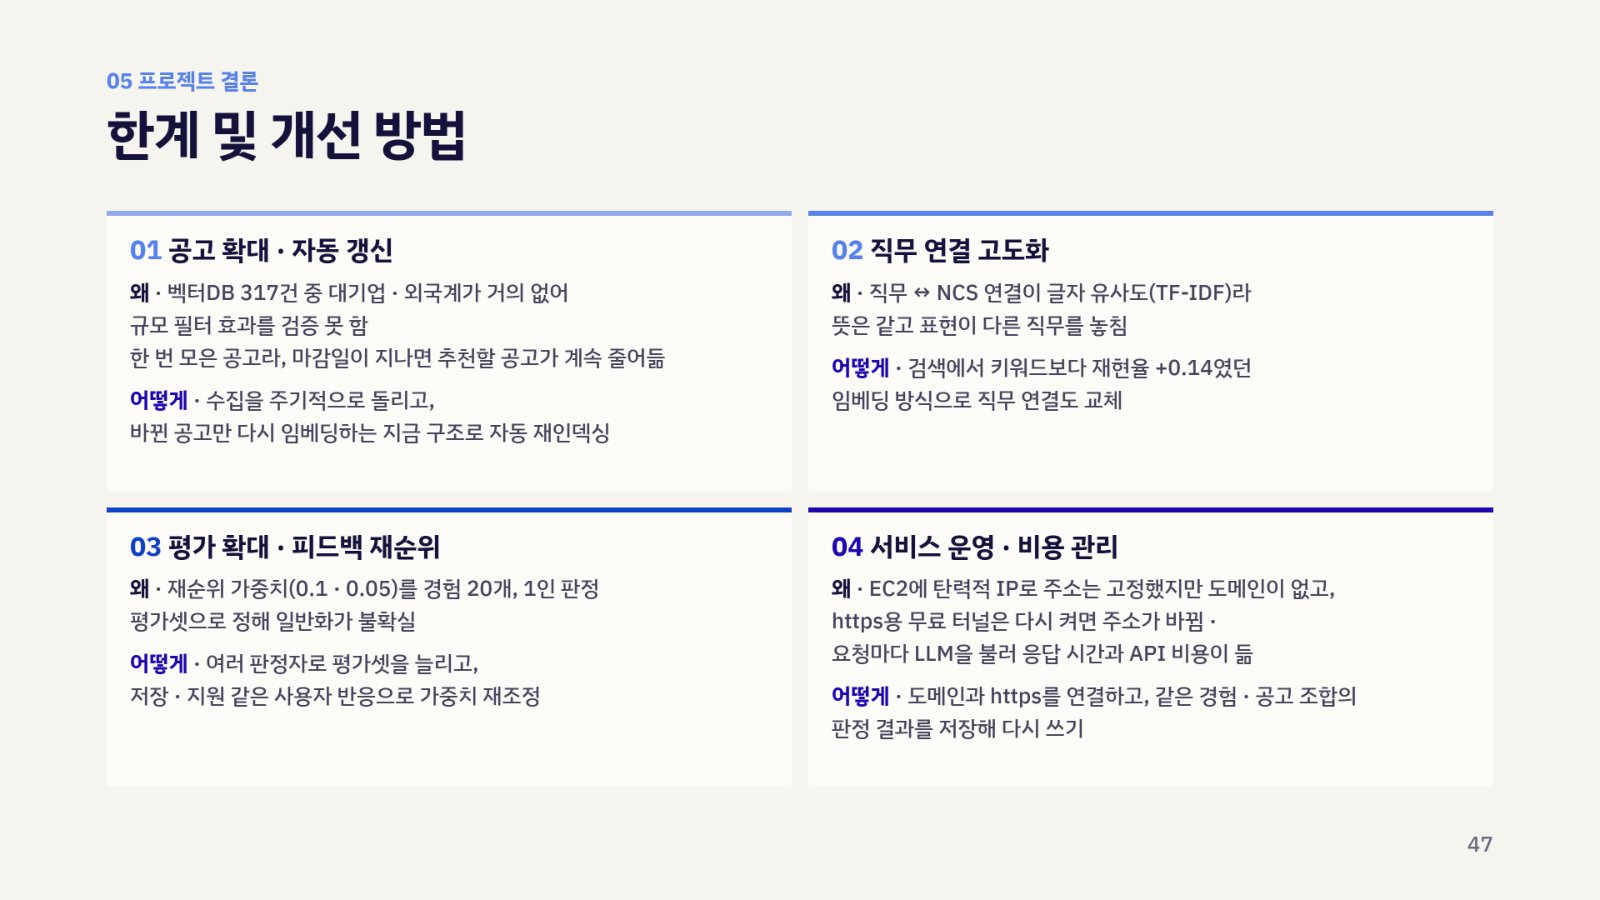 05 프로젝트 결론
한계 및 개선 방법
01 공고 확대 · 자동 갱신
왜 · 벡터DB 317건 중 대기업 · 외국계가 거의 없어
규모 필터 효과를 검증 못 함
한 번 모은 공고라, 마감일이 지나면 추천할 공고가 계속 줄어듦
어떻게 · 수집을 주기적으로 돌리고,
바뀐 공고만 다시 임베딩하는 지금 구조로 자동 재인덱싱
02 직무 연결 고도화
왜 · 직무 ↔ NCS 연결이 글자 유사도(TF-IDF)라
뜻은 같고 표현이 다른 직무를 놓침
어떻게 · 검색에서 키워드보다 재현율 +0.14였던
임베딩 방식으로 직무 연결도 교체
03 평가 확대 · 피드백 재순위
왜 · 재순위 가중치(0.1 · 0.05)를 경험 20개, 1인 판정
평가셋으로 정해 일반화가 불확실
어떻게 · 여러 판정자로 평가셋을 늘리고,
저장 · 지원 같은 사용자 반응으로 가중치 재조정
04 서비스 운영 · 비용 관리
왜 · EC2에 탄력적 IP로 주소는 고정했지만 도메인이 없고,
https용 무료 터널은 다시 켜면 주소가 바뀜 ·
요청마다 LLM을 불러 응답 시간과 API 비용이 듦
어떻게 · 도메인과 https를 연결하고, 같은 경험 · 공고 조합의
판정 결과를 저장해 다시 쓰기
47